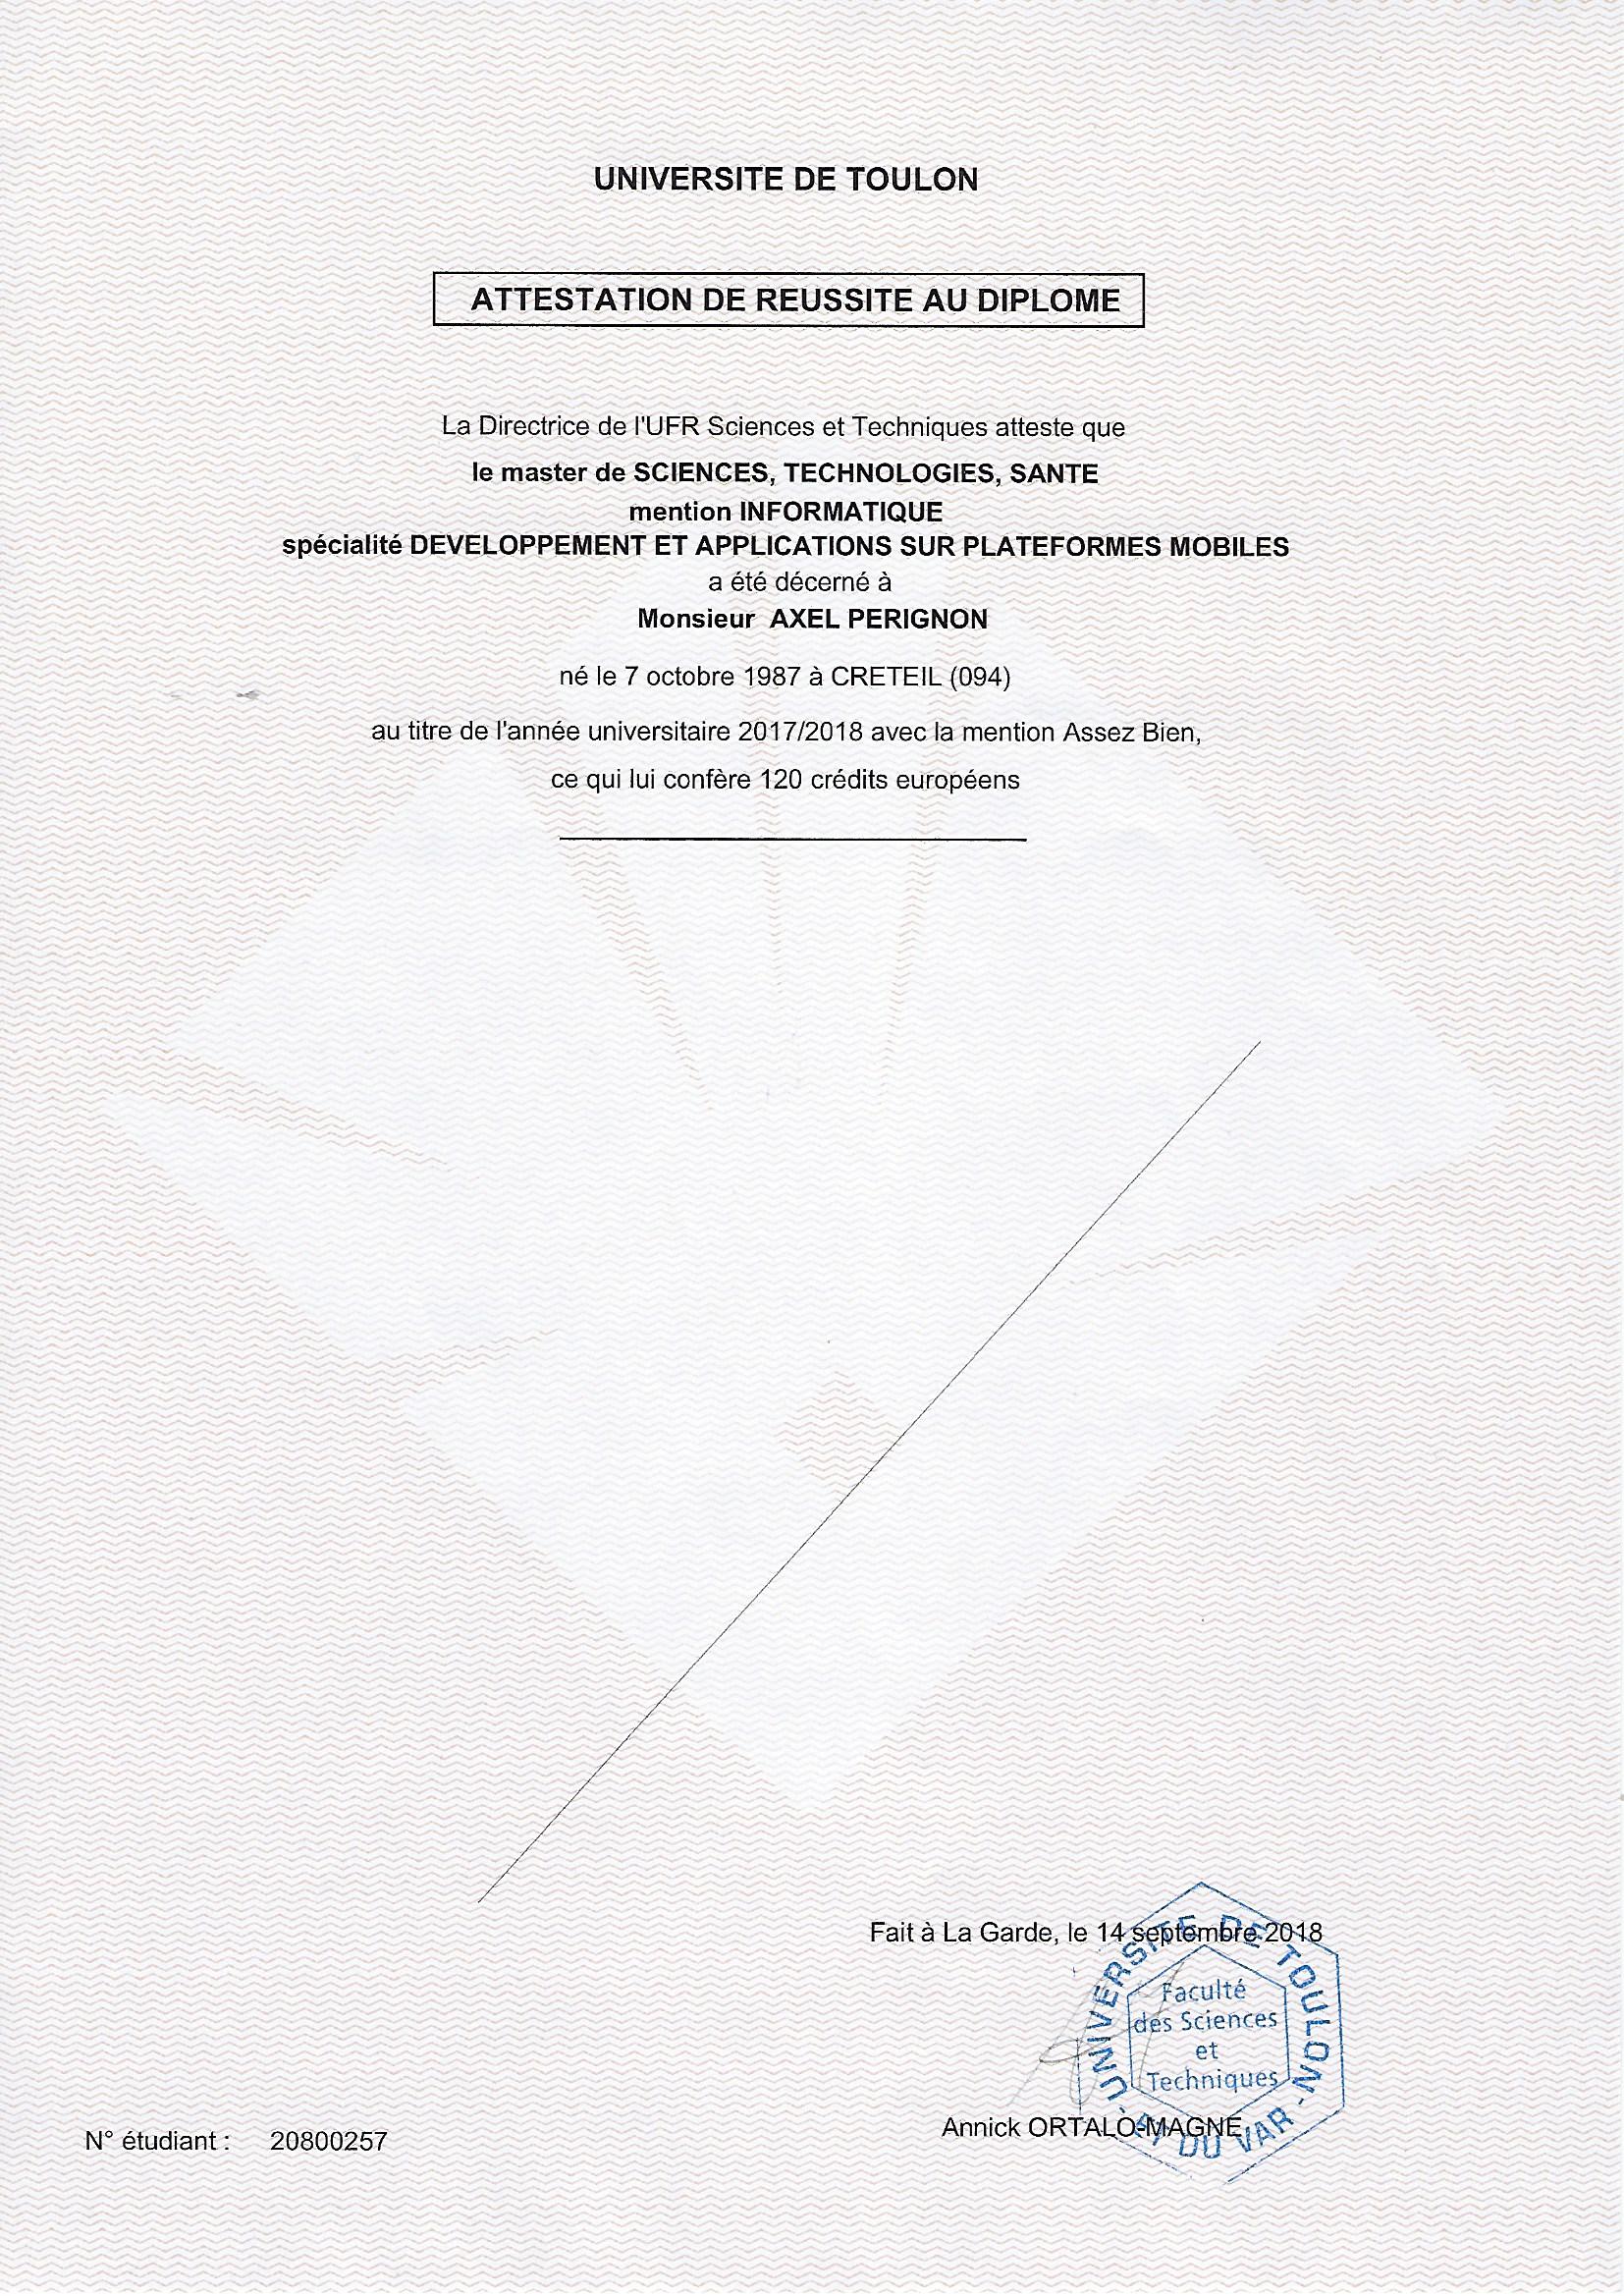 UNIVERSITE DE TOULON
ATTESTATION DE REUSSITE AU DIPLOME
La Directrice de l'UFR Sciences et Techniques atteste que
le master de SCIENCES, TECHNOLOGIES, SANTE
mention INFORMATIQUE
spécialité DEVELOPPEMENT ET APPLICATIONS SUR PLATEFORMES MOBILES
a été décerné à
Monsieur AXEL PERIGNON
né le 7 octobre 1987 à CRETEIL (094)
au titre de l'année universitaire 2017/2018 avec la mention Assez Bien,
ce qui lui confère 120 crédits européens
Fait à La Garde, le 14 septembre 2018
UNIVERSITE DE TOULON
Faculté
des Sciences
et
Techniques
- ET DU VAR -
Annick ORTALO-MAGNE
N° étudiant : 20800257